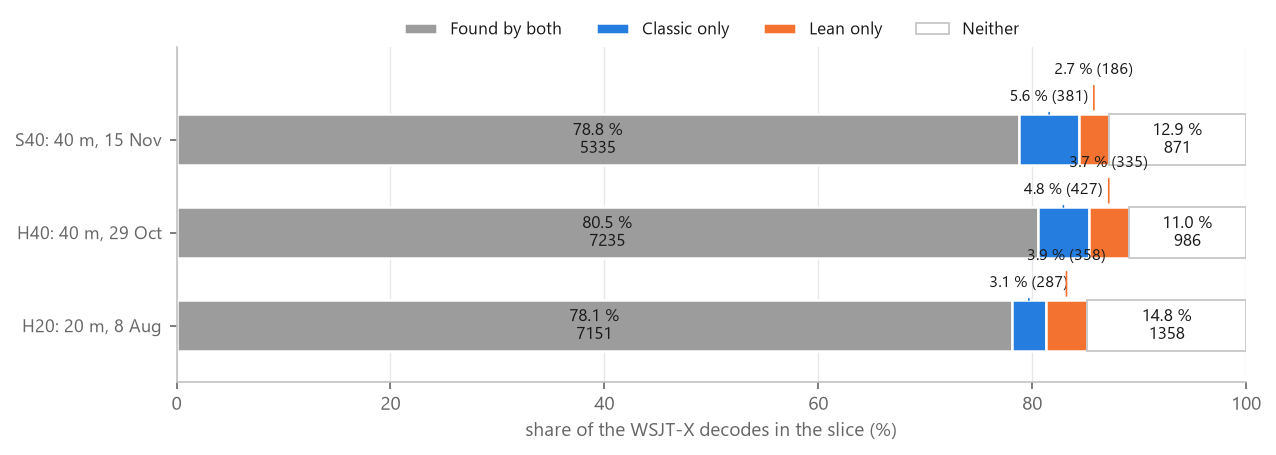 Found by both Classic only Lean only Neither
2.7 % (186)
5.6 % (381)
S40: 40 m, 15 Nov
78.8 %
5335
12.9 %
871
3.7 % (335)
4.8 % (427)
H40: 40 m, 29 Oct
80.5 %
7235
11.0 %
986
3.9 % (358)
3.1 % (287)
H20: 20 m, 8 Aug
78.1 %
7151
14.8 %
1358
0 20 40 60 80 100
share of the WSJT-X decodes in the slice (%)